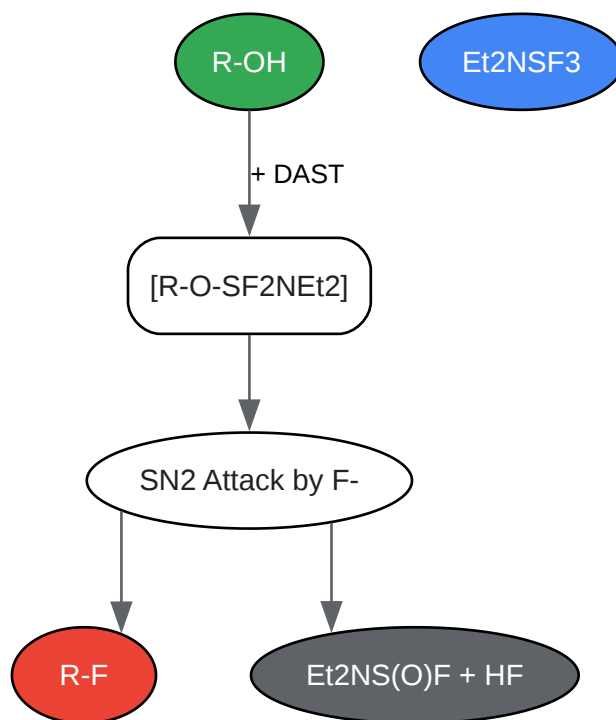 R-OH
Et2NSF3
+ DAST
[R-O-SF2NEt2]
SN2 Attack by F-
R-F
Et2NS(O)F + HF